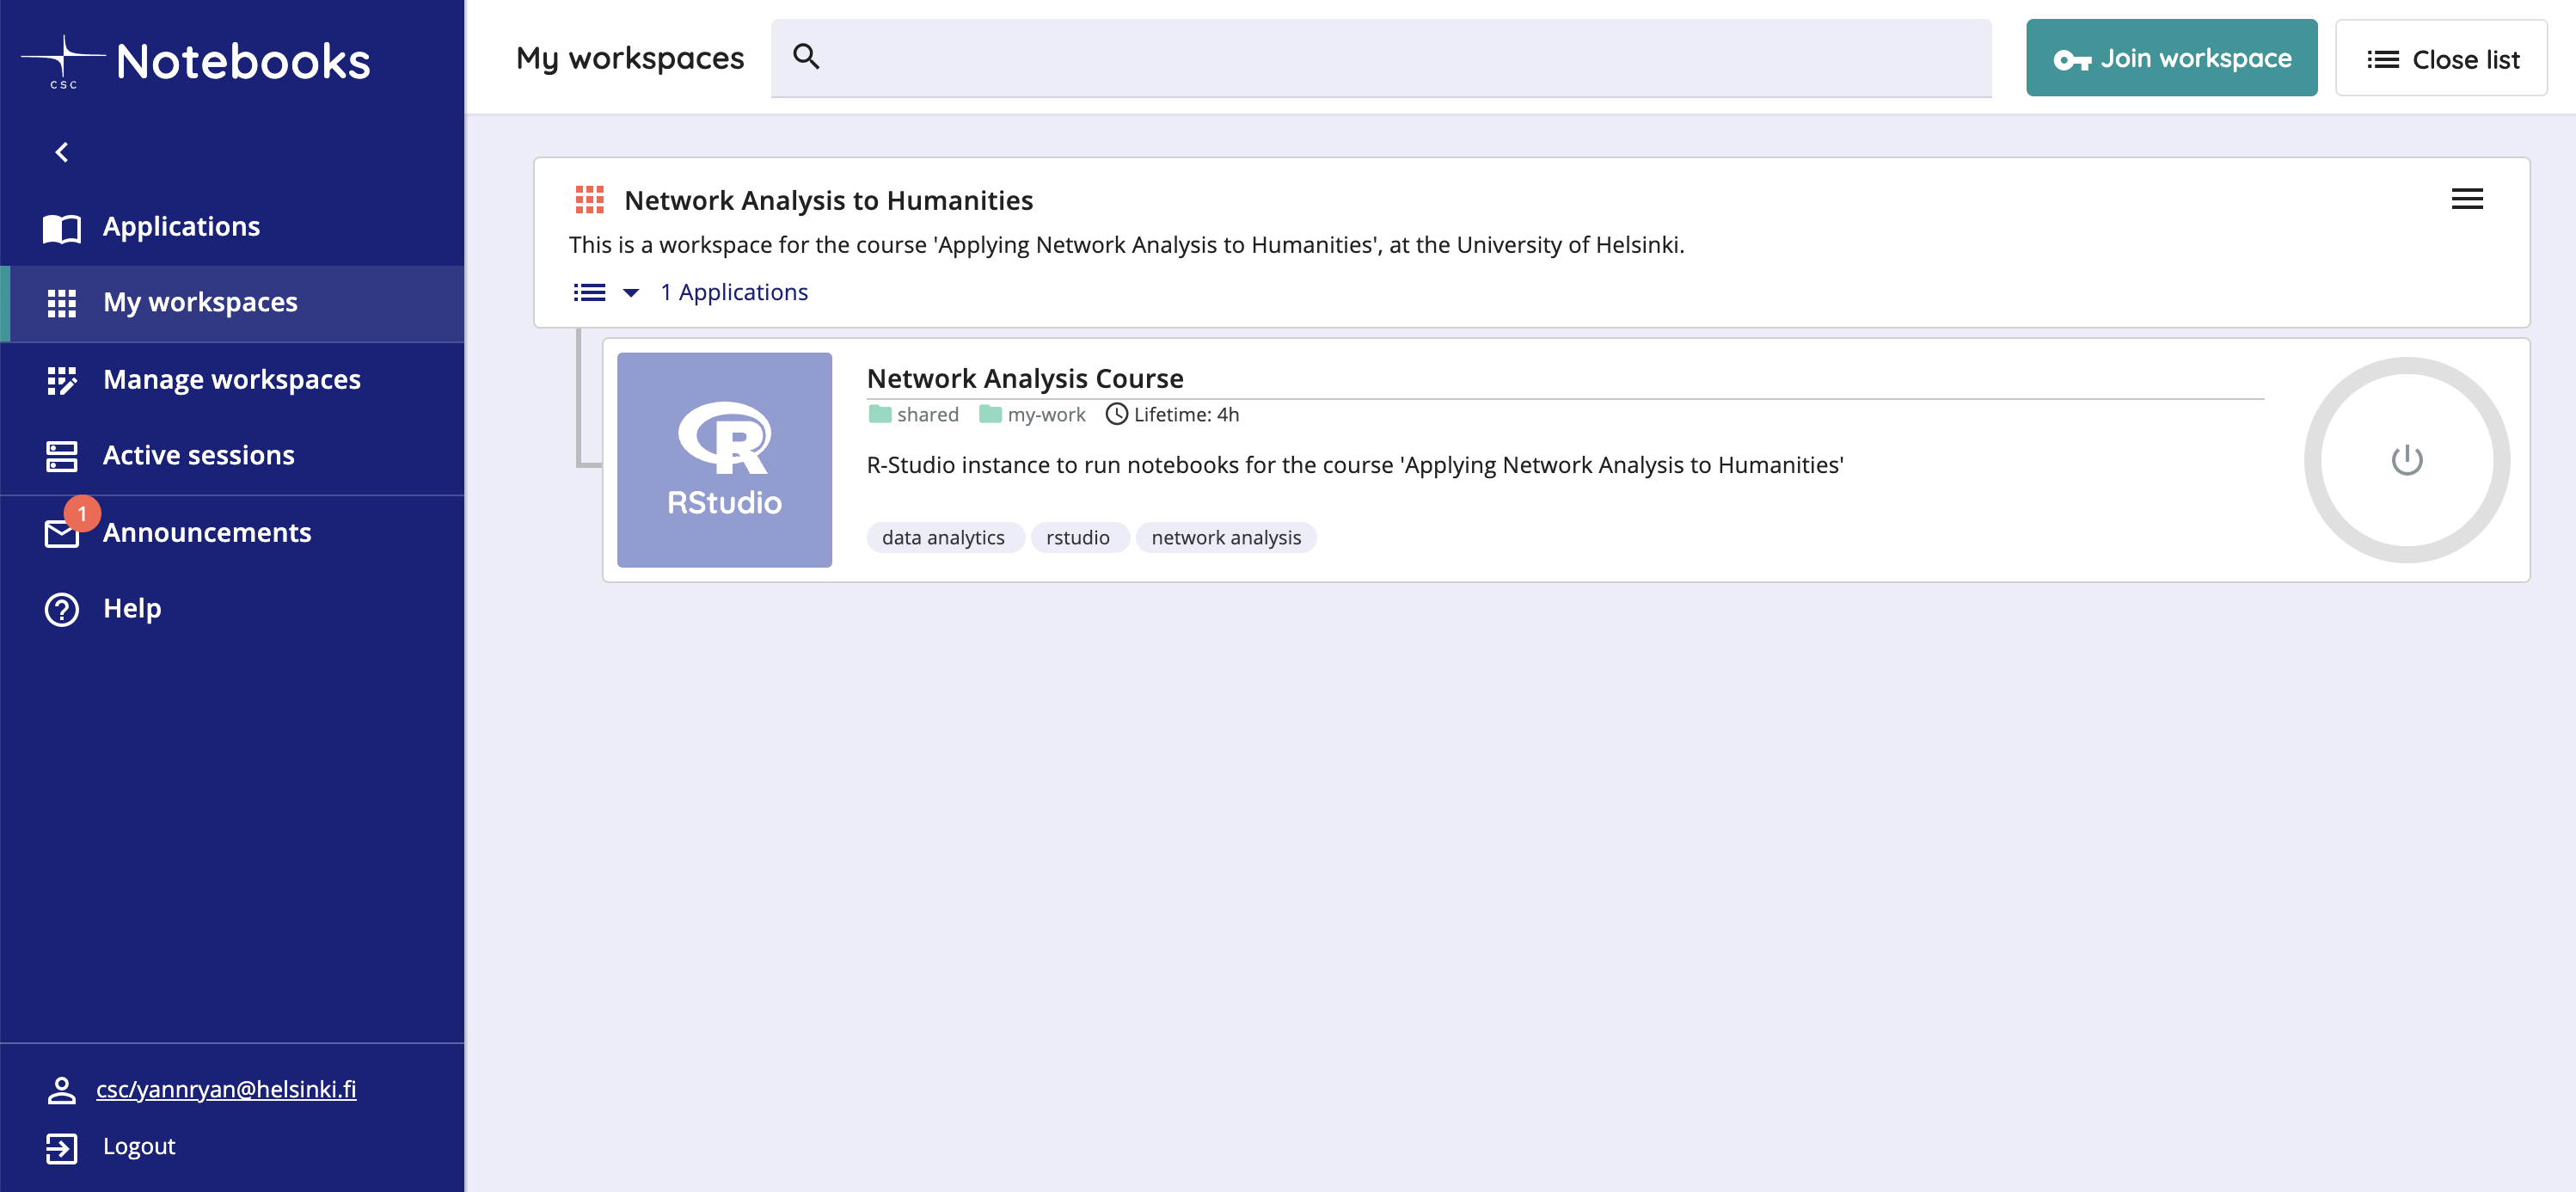 CSC
Notebooks
Applications
My workspaces
Manage workspaces
Active sessions
1
Announcements
Help
csc/yannryan@helsinki.fi
Logout
My workspaces
Join workspace
Close list
Network Analysis to Humanities
This is a workspace for the course 'Applying Network Analysis to Humanities', at the University of Helsinki.
1 Applications
R
RStudio
Network Analysis Course
shared my-work Lifetime: 4h
R-Studio instance to run notebooks for the course 'Applying Network Analysis to Humanities'
data analytics rstudio network analysis